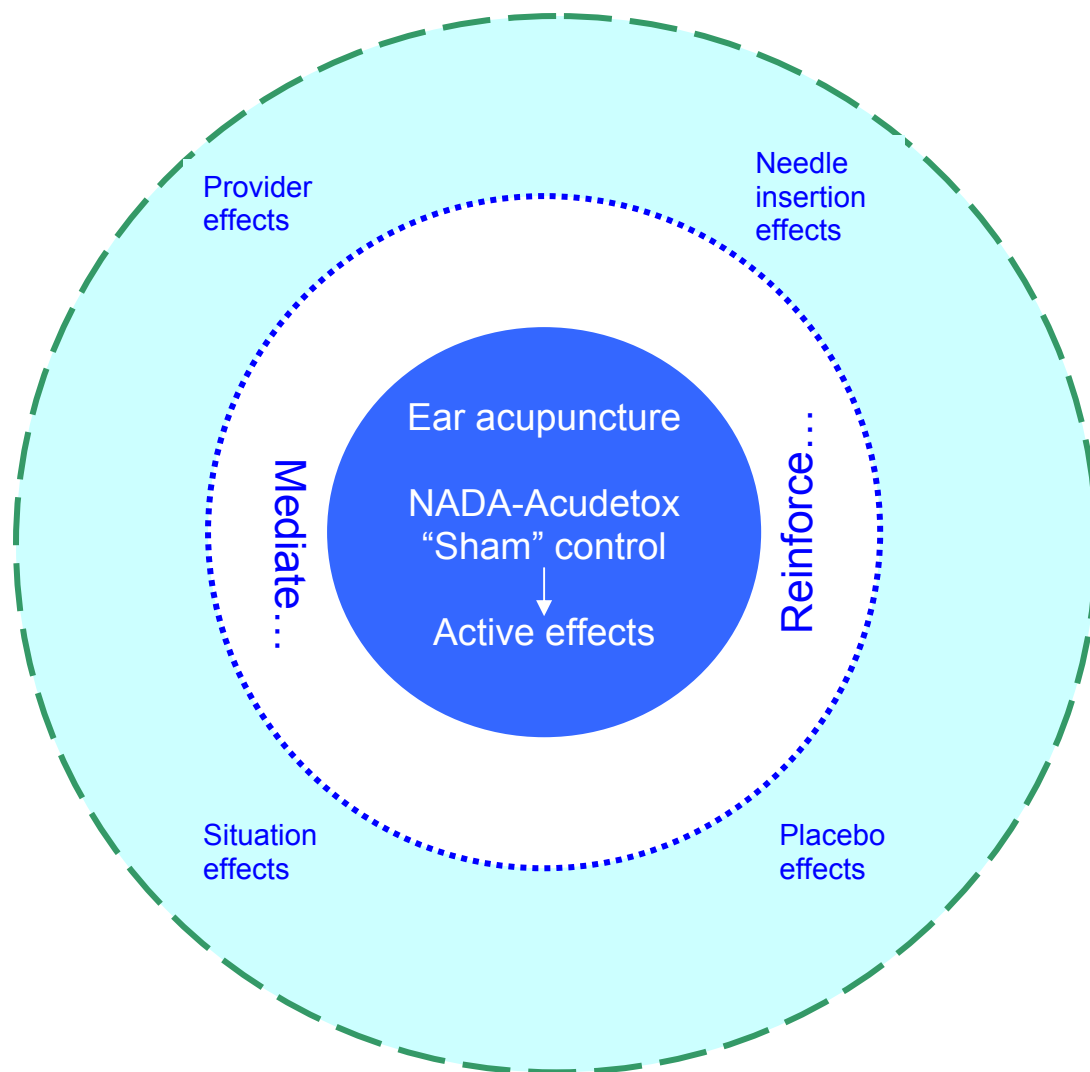 Provider
effects
Needle
insertion
effects
Ear acupuncture
NADA-Acudetox
“Sham” control
Active effects
Mediate…
Reinforce…
Situation
effects
Placebo
effects